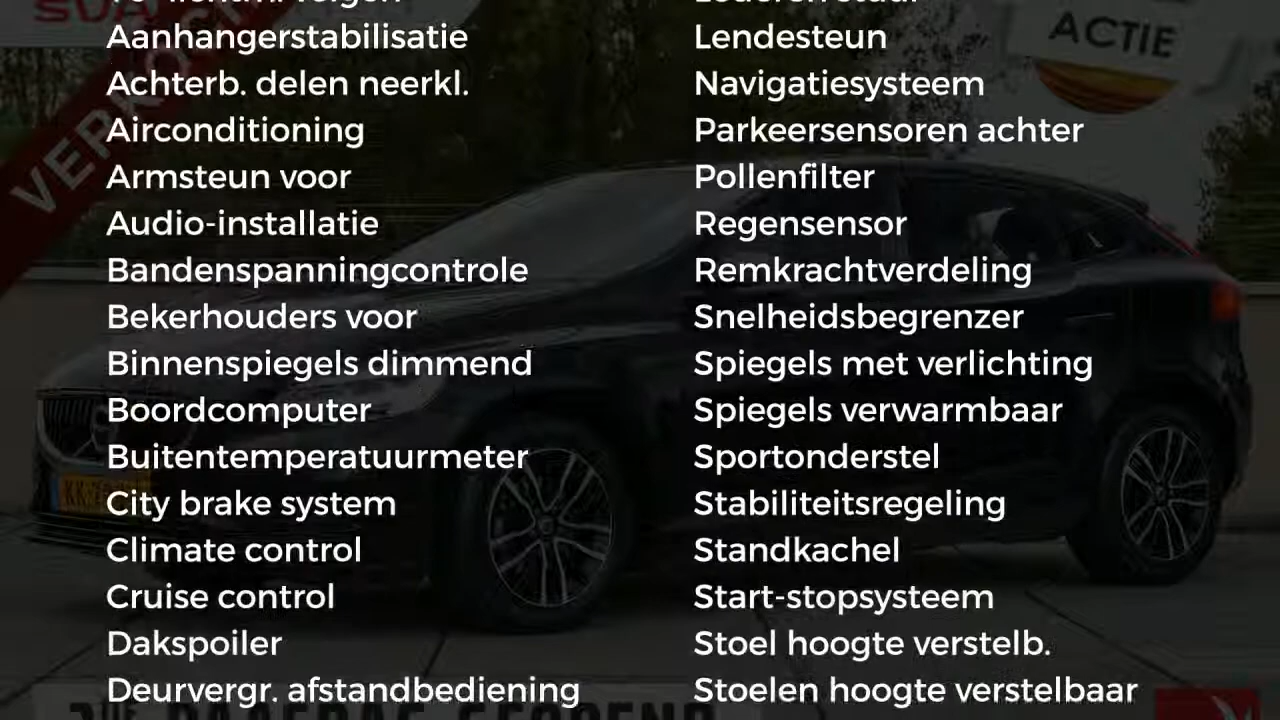 Aanhangerstabilisatie
Achterb. delen neerkl.
Airconditioning
Armsteun voor
Audio-installatie
Bandenspanningcontrole
Bekerhouders voor
Binnenspiegels dimmend
Boordcomputer
Buitentemperatuurmeter
City brake system
Climate control
Cruise control
Dakspoiler
Deurvergr. afstandbediening
Lendesteun
Navigatiesysteem
Parkeersensoren achter
Pollenfilter
Regensensor
Remkrachtverdeling
Snelheidsbegrenzer
Spiegels met verlichting
Spiegels verwarmbaar
Sportonderstel
Stabiliteitsregeling
Standkachel
Start-stopsysteem
Stoel hoogte verstelb.
Stoelen hoogte verstelbaar
ACTIE